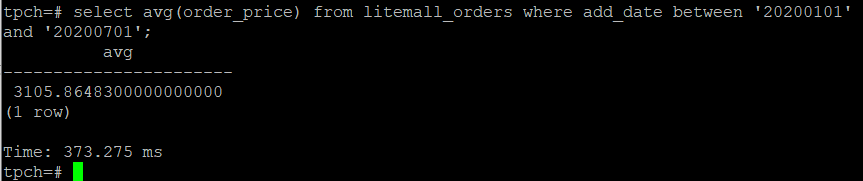 tpch=# select avg(order_price) from litemall_orders where add_date between '20200101'
and '20200701';
          avg
-----------------------
 3105.8648300000000000
(1 row)
Time: 373.275 ms
tpch=#